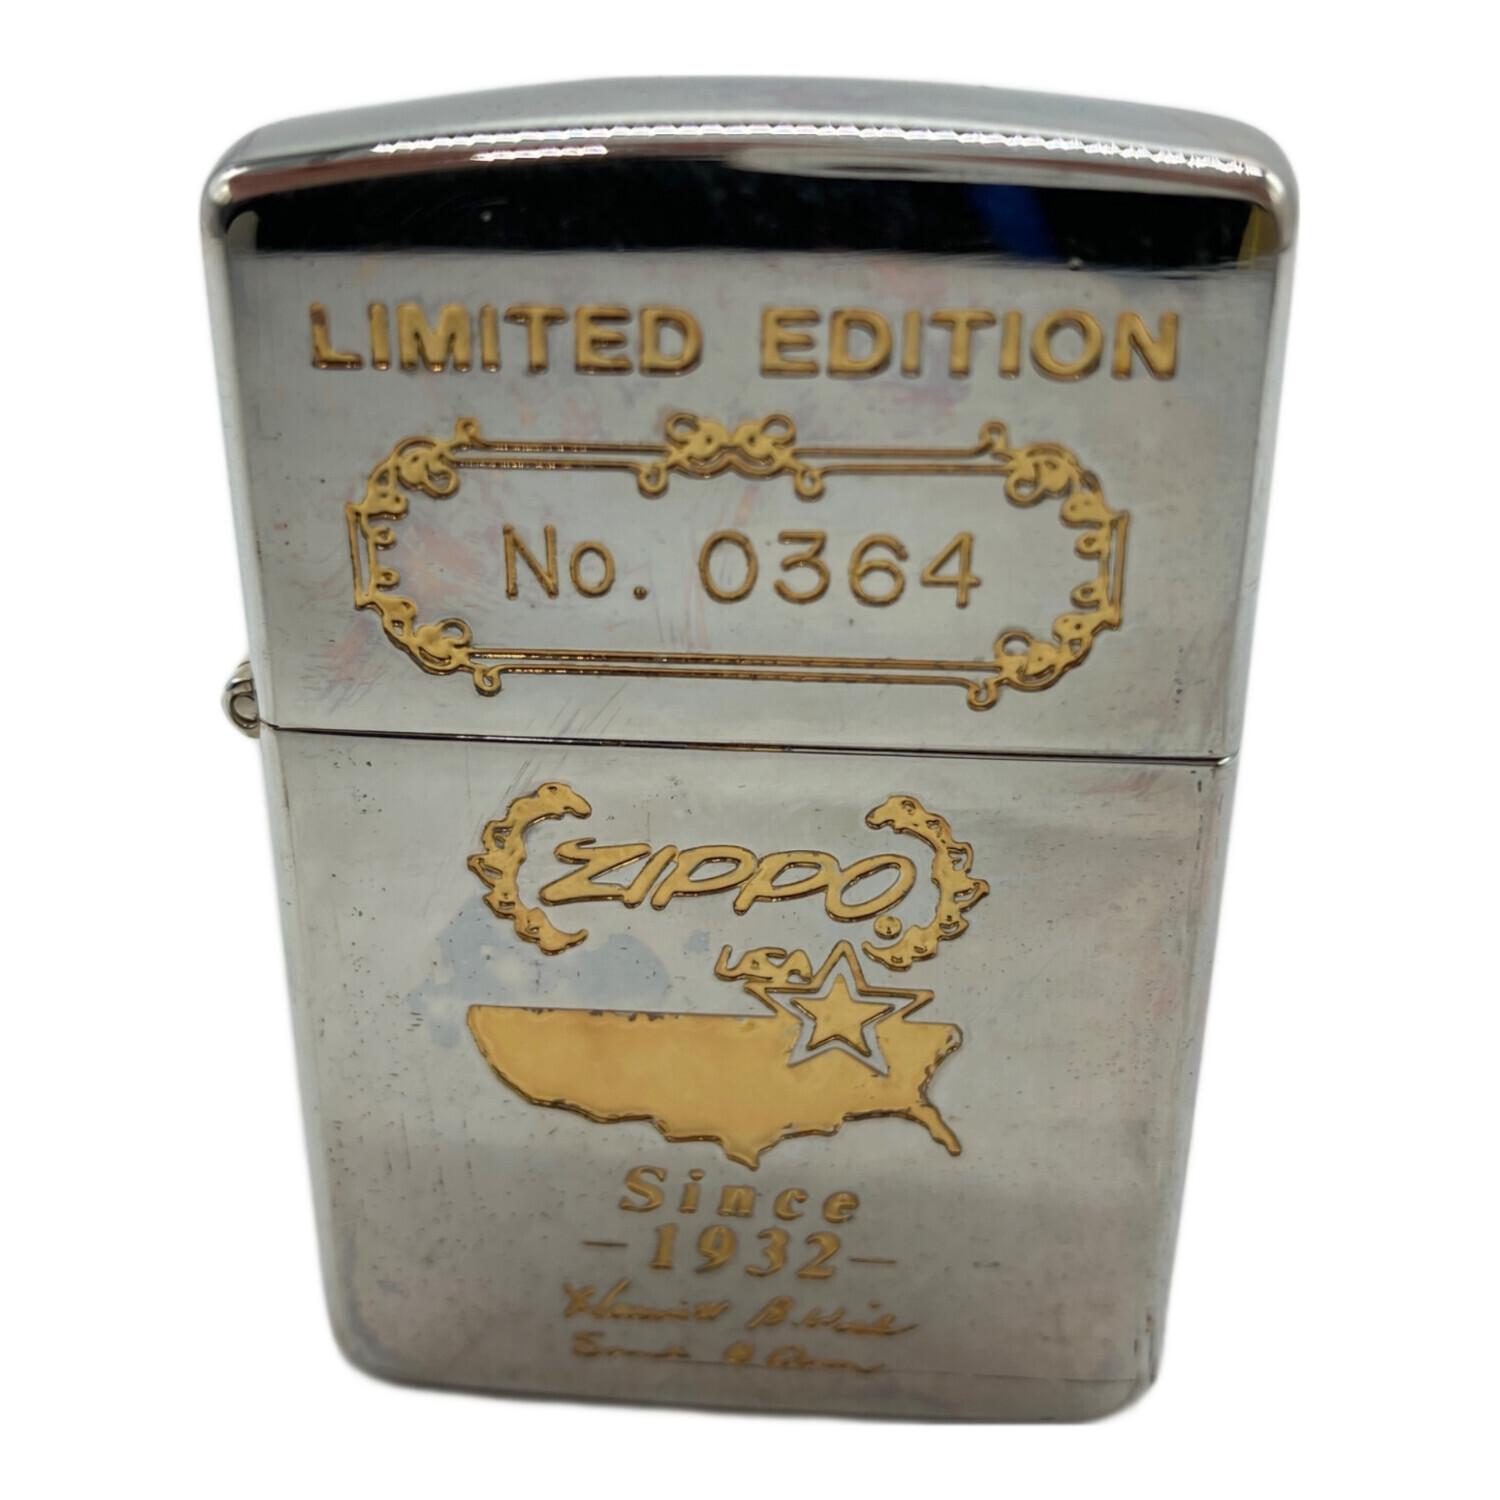 LIMITED EDITION
No. 0364
ZIPPO
USA
Since
-1932-